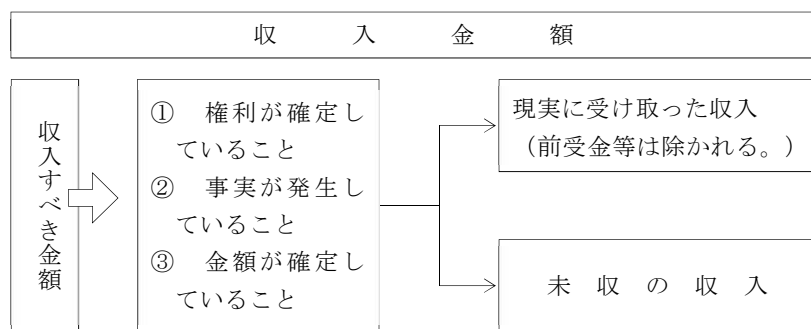 収入金額
収入すべき金額
① 権利が確定し
ていること
② 事実が発生し
ていること
③ 金額が確定し
ていること
現実に受け取った収入
（前受金等は除かれる。）
未収の収入